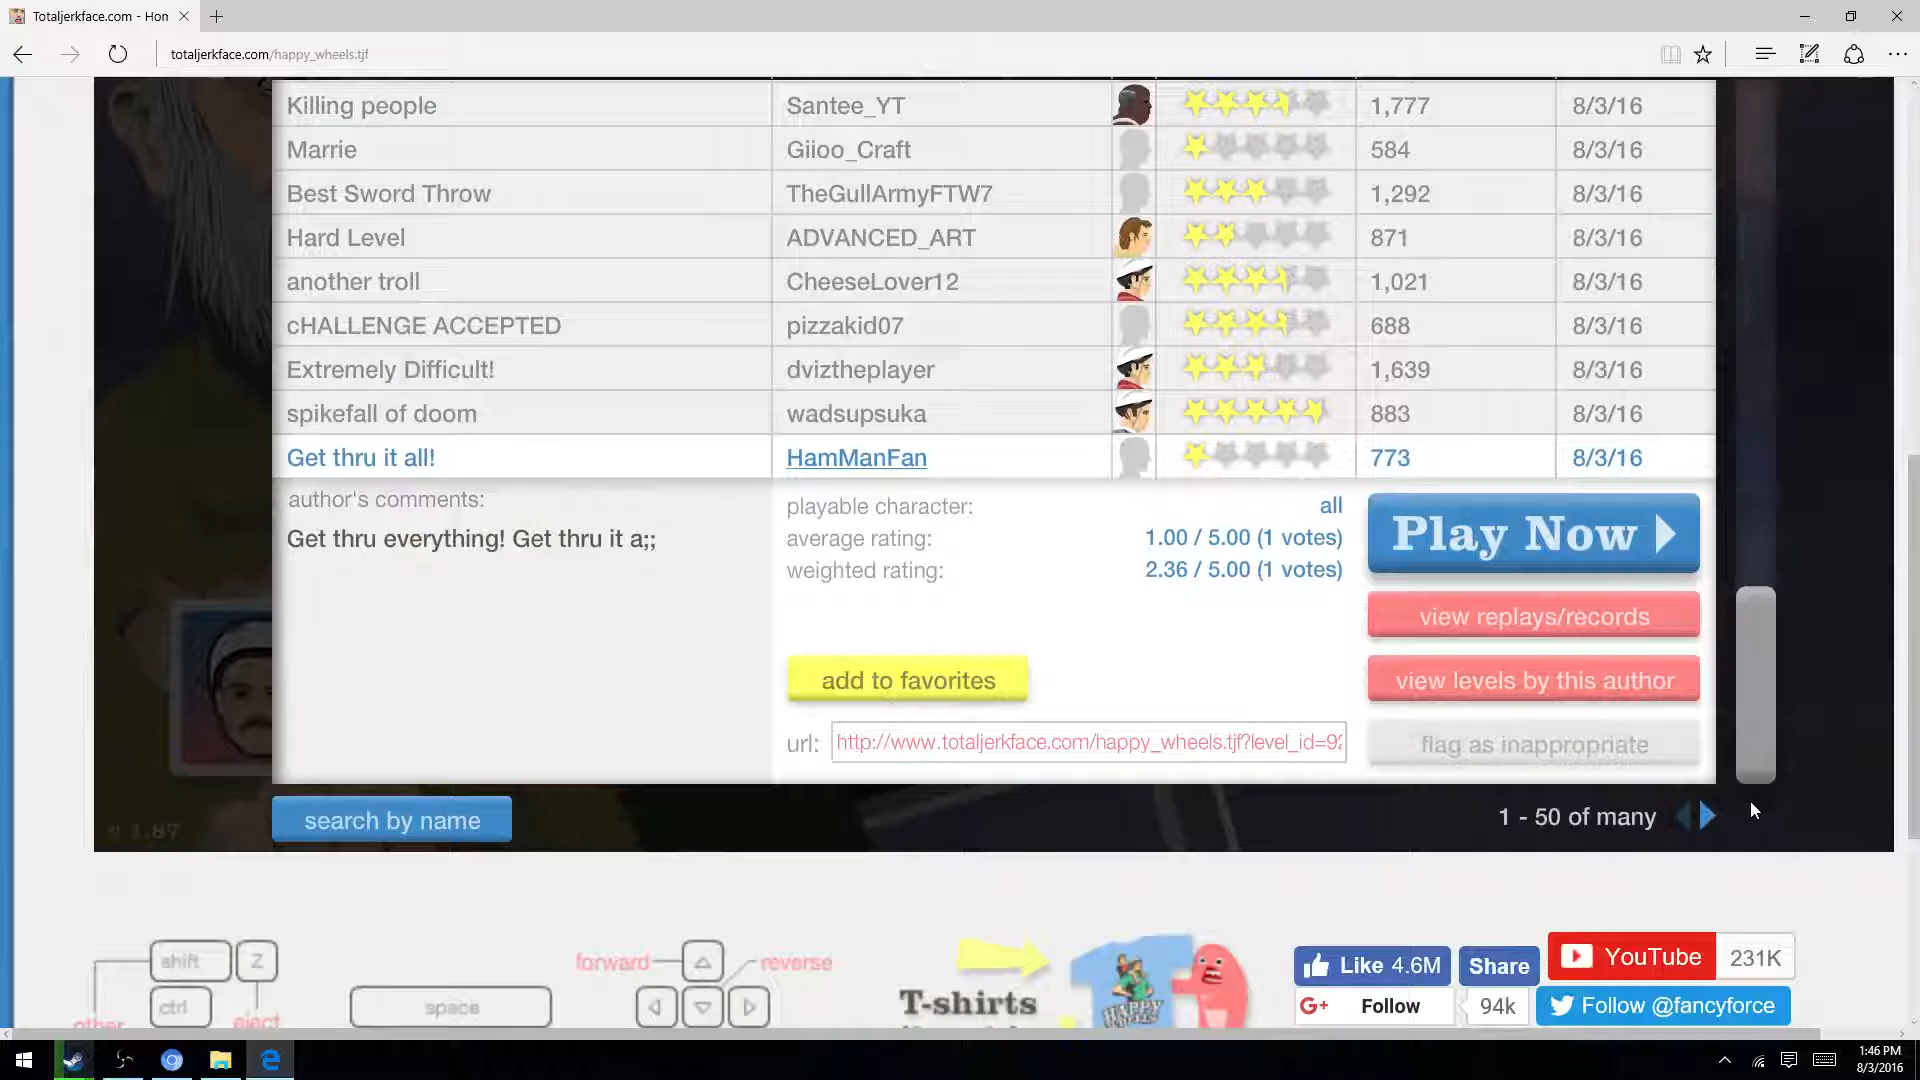 Totaljerkface.com - Hon
totaljerkface.com/happy_wheels.tjf
Killing people Santee_YT 1,777 8/3/16
Marrie Giioo_Craft 584 8/3/16
Best Sword Throw TheGullArmyFTW7 1,292 8/3/16
Hard Level ADVANCED_ART 871 8/3/16
another troll CheeseLover12 1,021 8/3/16
cHALLENGE ACCEPTED pizzakid07 688 8/3/16
Extremely Difficult! dviztheplayer 1,639 8/3/16
spikefall of doom wadsupsuka 883 8/3/16
Get thru it all! HamManFan 773 8/3/16
author's comments:
Get thru everything! Get thru it a;;
playable character: all
average rating: 1.00 / 5.00 (1 votes)
weighted rating: 2.36 / 5.00 (1 votes)
Play Now
view replays/records
add to favorites
view levels by this author
url: http://www.totaljerkface.com/happy_wheels.tjf?level_id=92
flag as inappropriate
search by name
1 - 50 of many
v 1.87
shift Z
ctrl
other
eject
space
forward
reverse
T-shirts
HAPPY
Like 4.6M
Share
YouTube 231K
G+ Follow 94k
Follow @fancyforce
1:46 PM
8/3/2016